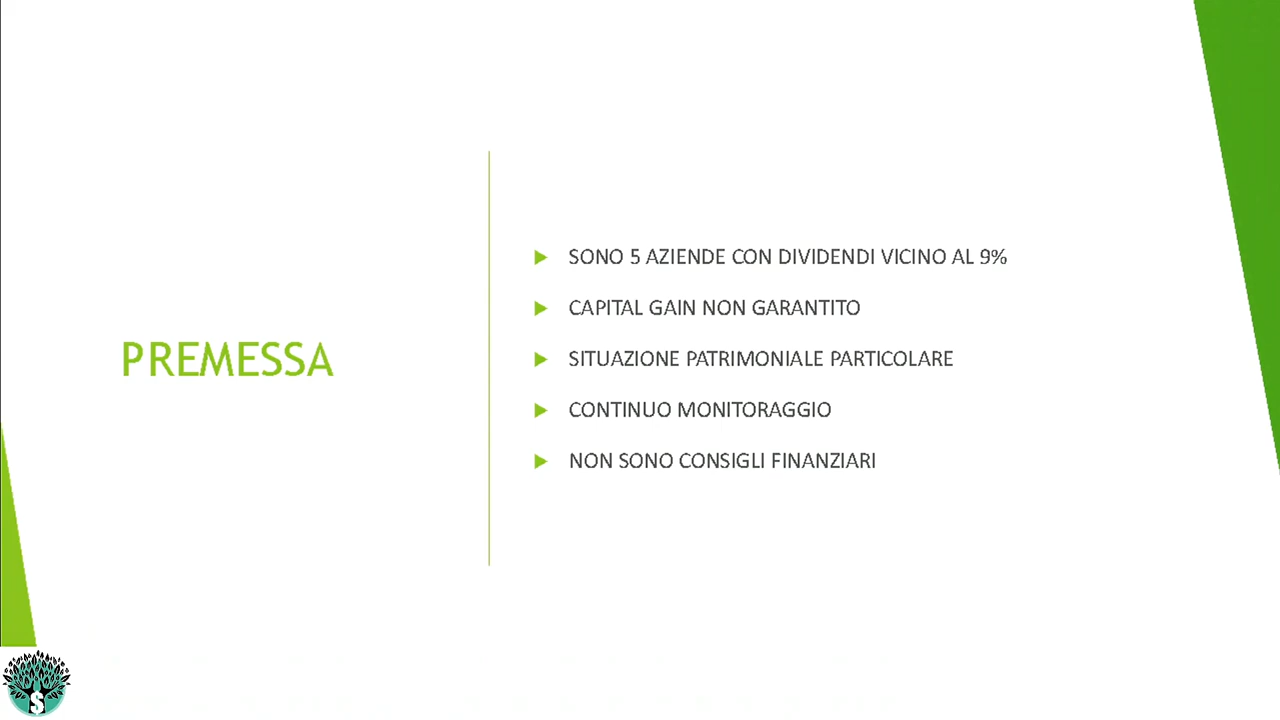 PREMESSA
SONO 5 AZIENDE CON DIVIDENDI VICINO AL 9%
CAPITAL GAIN NON GARANTITO
SITUAZIONE PATRIMONIALE PARTICOLARE
CONTINUO MONITORAGGIO
NON SONO CONSIGLI FINANZIARI
$